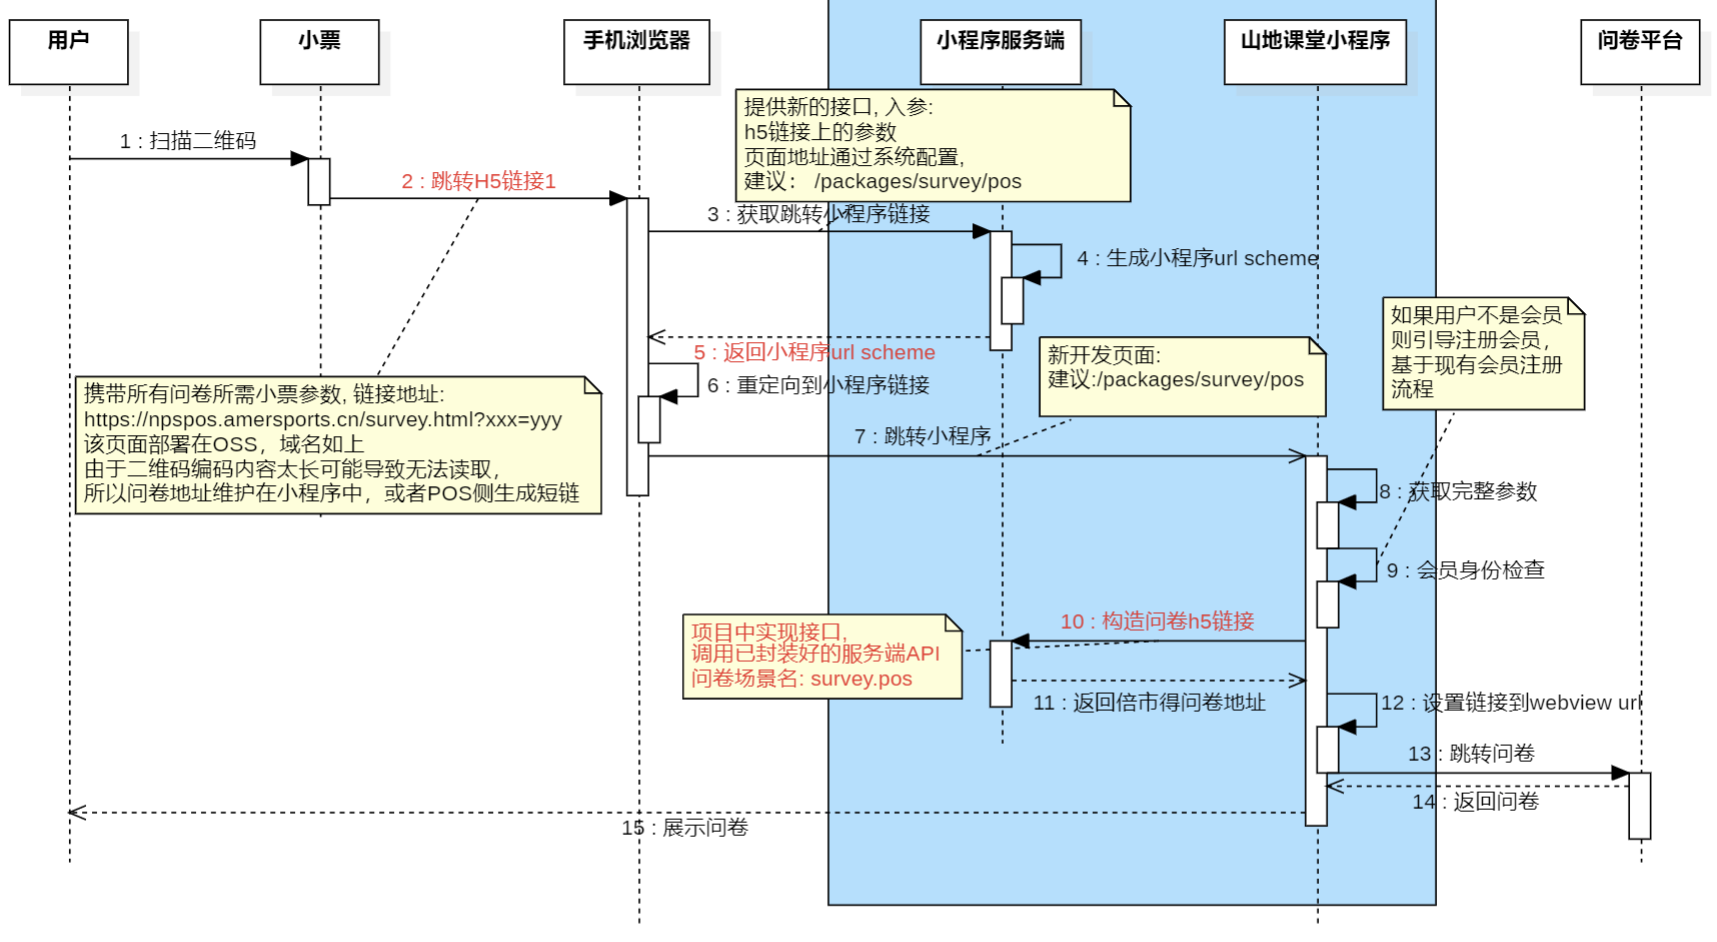 用户
小票
手机浏览器
小程序服务端
山地课堂小程序
问卷平台
提供新的接口, 入参:
h5链接上的参数
页面地址通过系统配置,
建议： /packages/survey/pos
1 : 扫描二维码
2 : 跳转H5链接1
3 : 获取跳转小程序链接
4 : 生成小程序url scheme
如果用户不是会员
则引导注册会员，
基于现有会员注册
流程
5 : 返回小程序url scheme
新开发页面:
建议:/packages/survey/pos
6 : 重定向到小程序链接
携带所有问卷所需小票参数, 链接地址:
https://npspos.amersports.cn/survey.html?xxx=yyy
该页面部署在OSS，域名如上
由于二维码编码内容太长可能导致无法读取，
所以问卷地址维护在小程序中，或者POS侧生成短链
7 : 跳转小程序
8 : 获取完整参数
9 : 会员身份检查
10 : 构造问卷h5链接
项目中实现接口,
调用已封装好的服务端API
问卷场景名: survey.pos
11 : 返回倍市得问卷地址
12 : 设置链接到webview url
13 : 跳转问卷
14 : 返回问卷
15 : 展示问卷